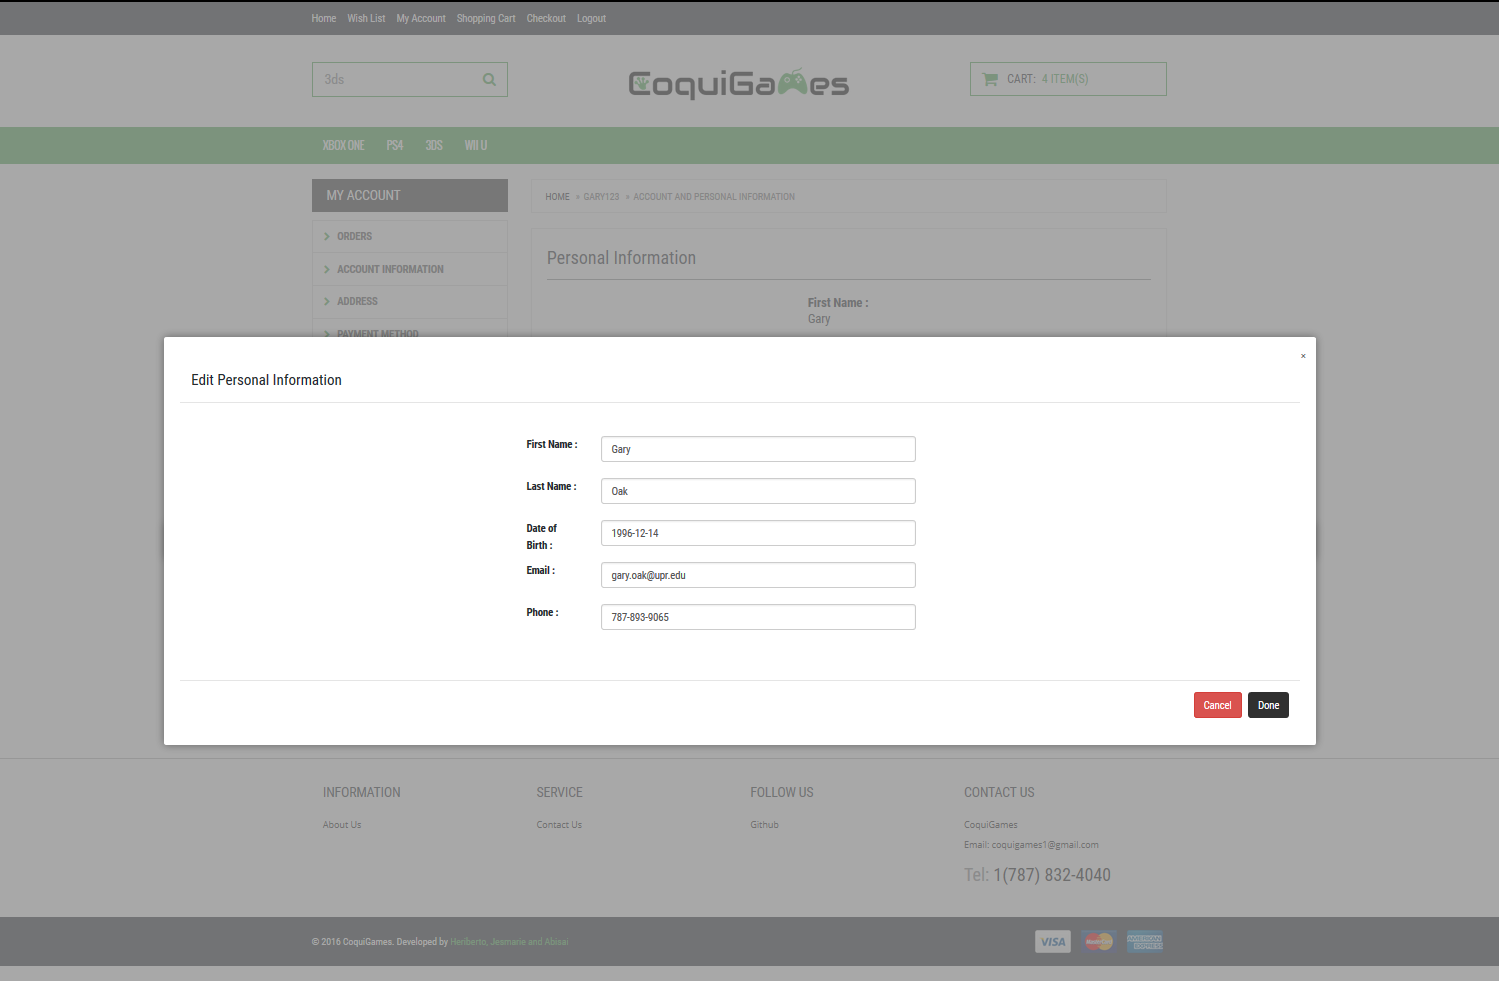 Home Wish List My Account Shopping Cart Checkout Logout
3ds
CoquiGames
CART: 4 ITEM(S)
XBOX ONE PS4 3DS WII U
MY ACCOUNT
ORDERS
ACCOUNT INFORMATION
ADDRESS
PAYMENT METHOD
HOME » GARY123 » ACCOUNT AND PERSONAL INFORMATION
Personal Information
First Name :
Gary
×
Edit Personal Information
First Name : Gary
Last Name : Oak
Date of
Birth : 1996-12-14
Email : gary.oak@upr.edu
Phone : 787-893-9065
Cancel Done
INFORMATION
About Us
SERVICE
Contact Us
FOLLOW US
Github
CONTACT US
CoquiGames
Email: coquigames1@gmail.com
Tel: 1(787) 832-4040
© 2016 CoquiGames. Developed by Heriberto, Jesmarie and Abisai
VISA MasterCard AMERICAN EXPRESS